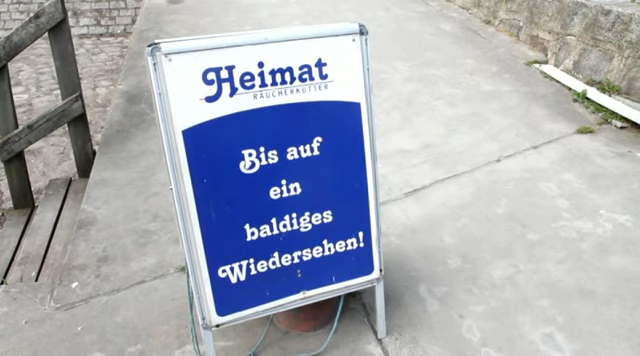 Heimat
RÄUCHERKUTTER
Bis auf
ein
baldiges
Wiedersehen!